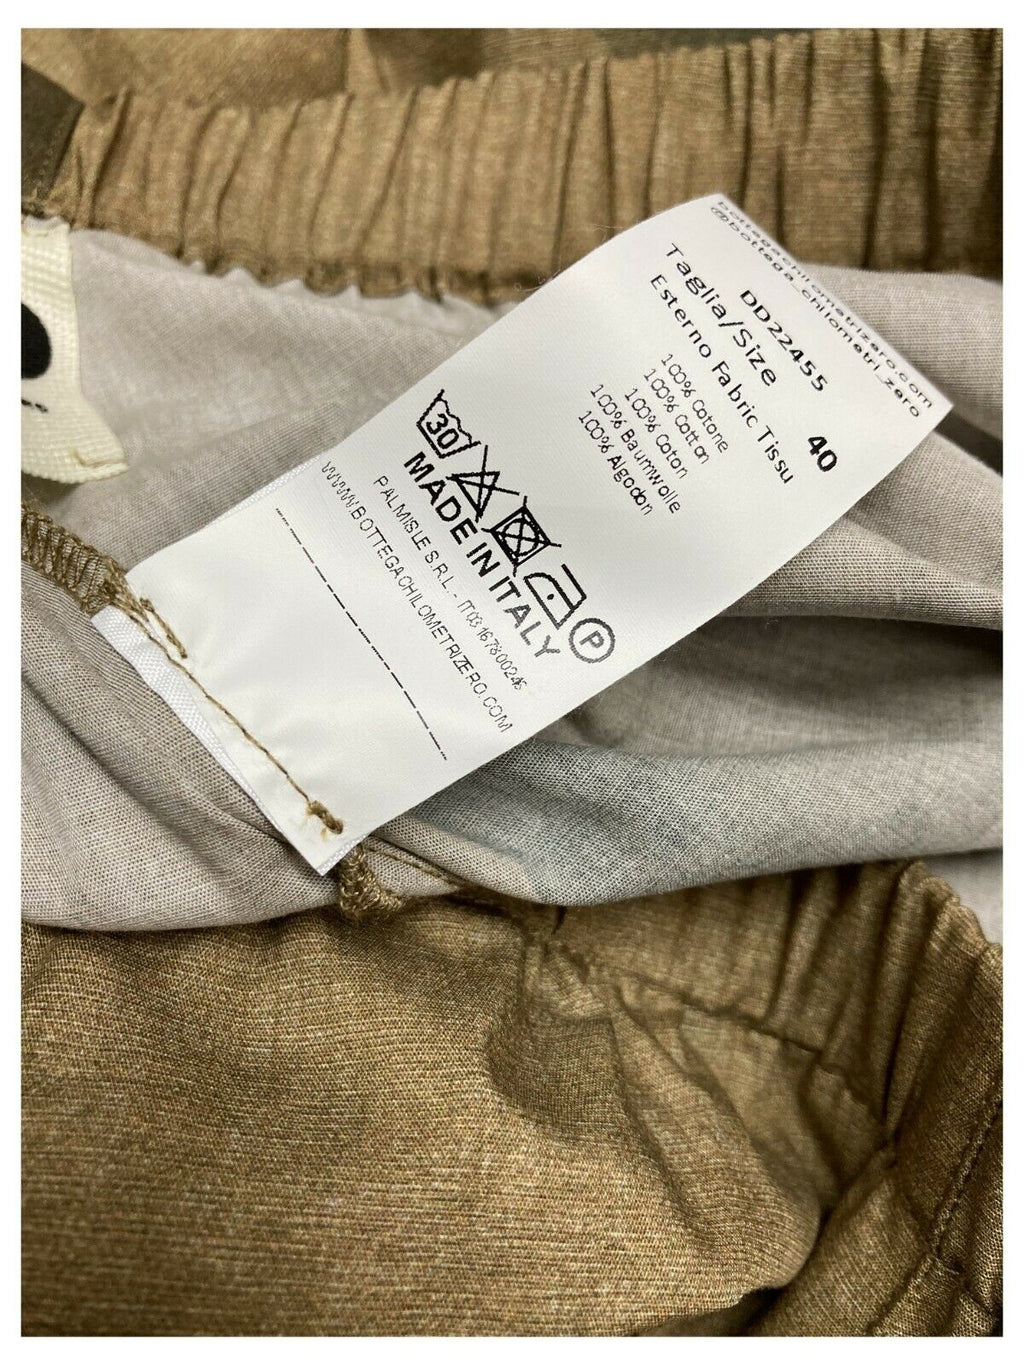 bottegachilometrizero.com
@bottega_chilometri_zero
DD22455
Taglia/Size 40
Esterno Fabric Tissu
100% Cotone
100% Cotton
100% Coton
100% Baumwolle
100% Algodon
30
P
MADE IN ITALY
PALMISLE S.R.L. - IT03167800245
WWW.BOTTEGACHILOMETRIZERO.COM